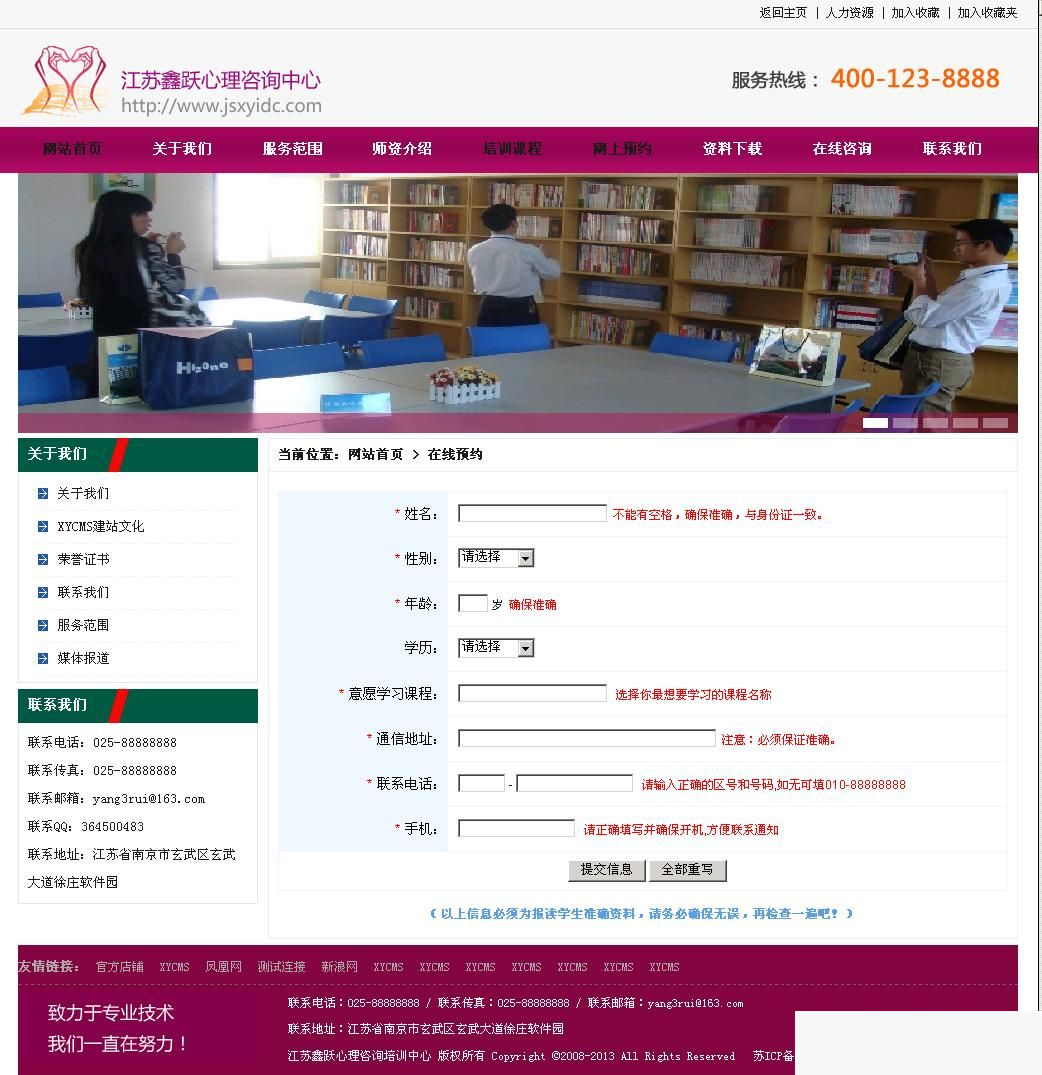 返回主页 | 人力资源 | 加入收藏 | 加入收藏夹
江苏鑫跃心理咨询中心
http://www.jsxyidc.com
服务热线： 400-123-8888
网站首页 关于我们 服务范围 师资介绍 培训课程 网上预约 资料下载 在线咨询 联系我们
Hizone
关于我们
关于我们
XYCMS建站文化
荣誉证书
联系我们
服务范围
媒体报道
联系我们
联系电话：025-88888888
联系传真：025-88888888
联系邮箱：yang3rui@163.com
联系QQ：364500483
联系地址：江苏省南京市玄武区玄武
大道徐庄软件园
当前位置：网站首页 > 在线预约
* 姓名： 不能有空格，确保准确，与身份证一致。
* 性别： 请选择
* 年龄： 岁 确保准确
学历： 请选择
* 意愿学习课程： 选择你最想要学习的课程名称
* 通信地址： 注意：必须保证准确。
* 联系电话： - 请输入正确的区号和号码,如无可填010-88888888
* 手机： 请正确填写并确保开机,方便联系通知
提交信息 全部重写
（以上信息必须为报读学生准确资料，请务必确保无误，再检查一遍吧！）
友情链接： 官方店铺 XYCMS 凤凰网 测试连接 新浪网 XYCMS XYCMS XYCMS XYCMS XYCMS XYCMS XYCMS
致力于专业技术
我们一直在努力！
联系电话：025-88888888 / 联系传真：025-88888888 / 联系邮箱：yang3rui@163.com
联系地址：江苏省南京市玄武区玄武大道徐庄软件园
江苏鑫跃心理咨询培训中心 版权所有 Copyright ©2008-2013 All Rights Reserved 苏ICP备